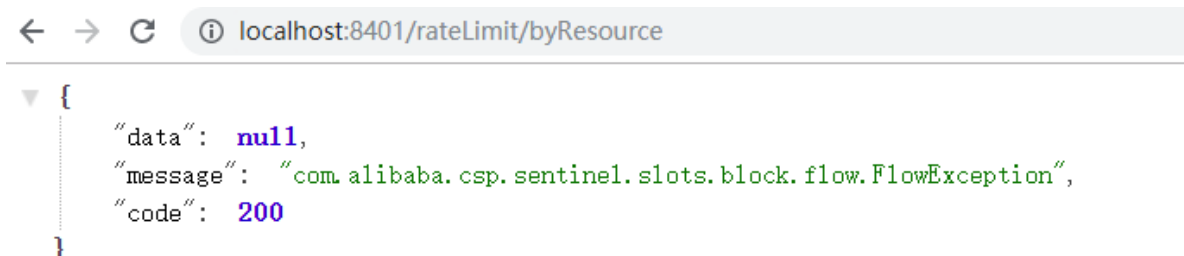 localhost:8401/rateLimit/byResource
{
"data": null,
"message": "com.alibaba.csp.sentinel.slots.block.flow.FlowException",
"code": 200
}